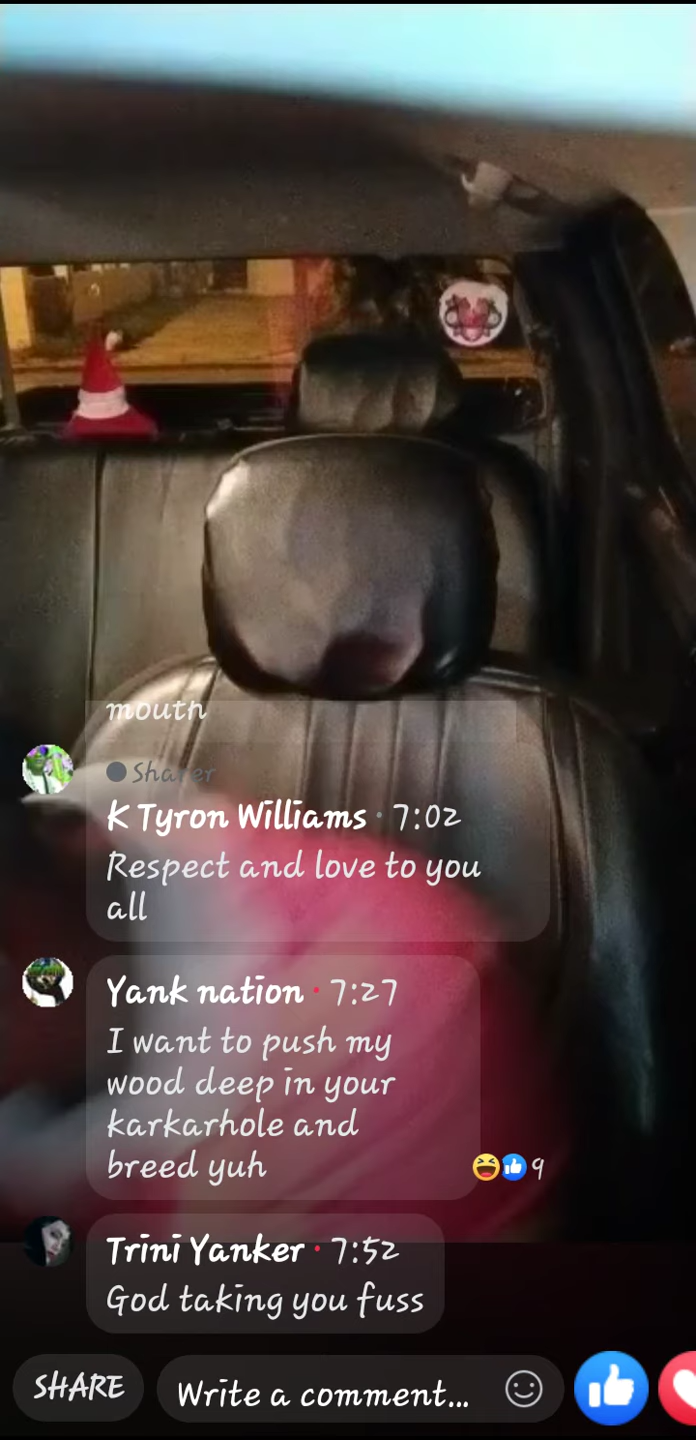 mouth
Sharer
K Tyron Williams · 7:02
Respect and love to you
all
Yank nation · 7:27
I want to push my
wood deep in your
karkarhole and
breed yuh
9
Trini Yanker · 7:52
God taking you fuss
SHARE
Write a comment...